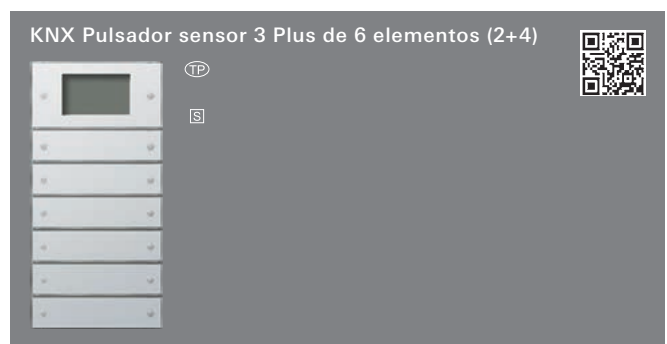 KNX Pulsador sensor 3 Plus de 6 elementos (2+4)
TP
S